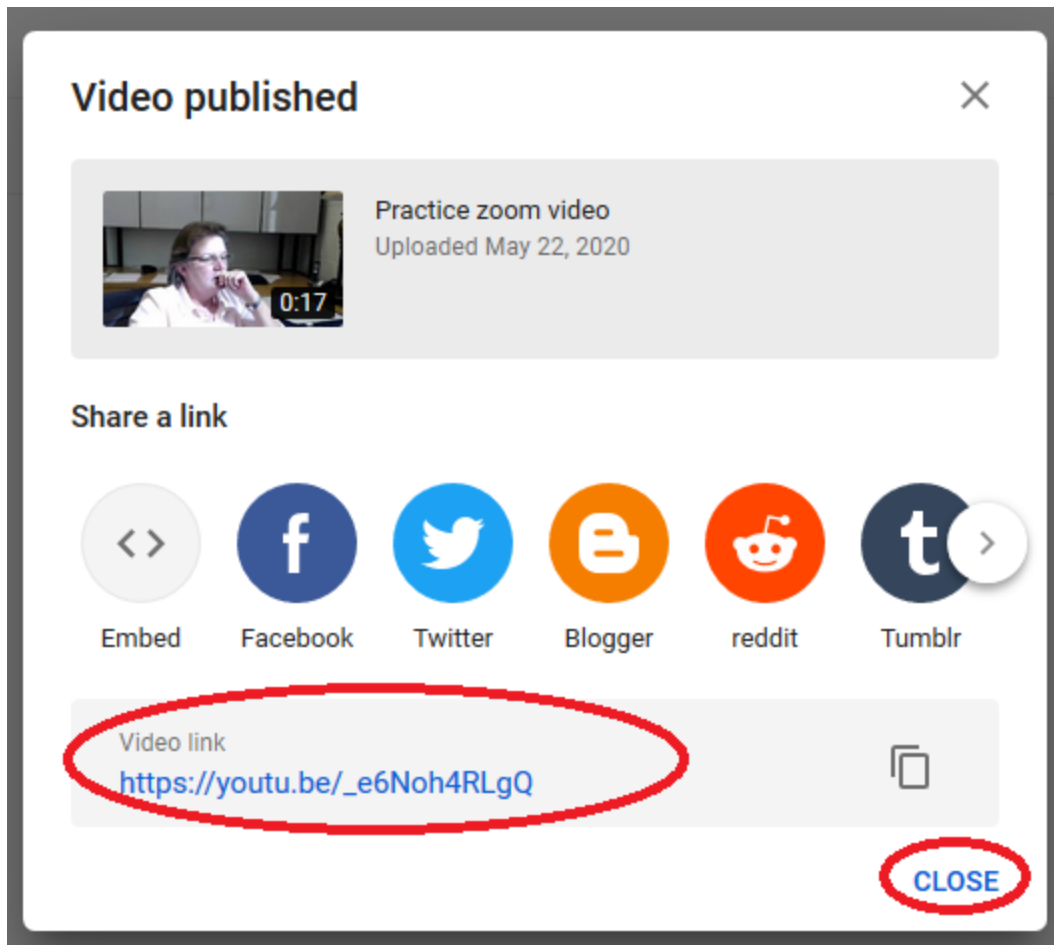 Video published
Practice zoom video
Uploaded May 22, 2020
0:17
Share a link
Embed
Facebook
Twitter
Blogger
reddit
Tumblr
Video link
https://youtu.be/_e6Noh4RLgQ
CLOSE